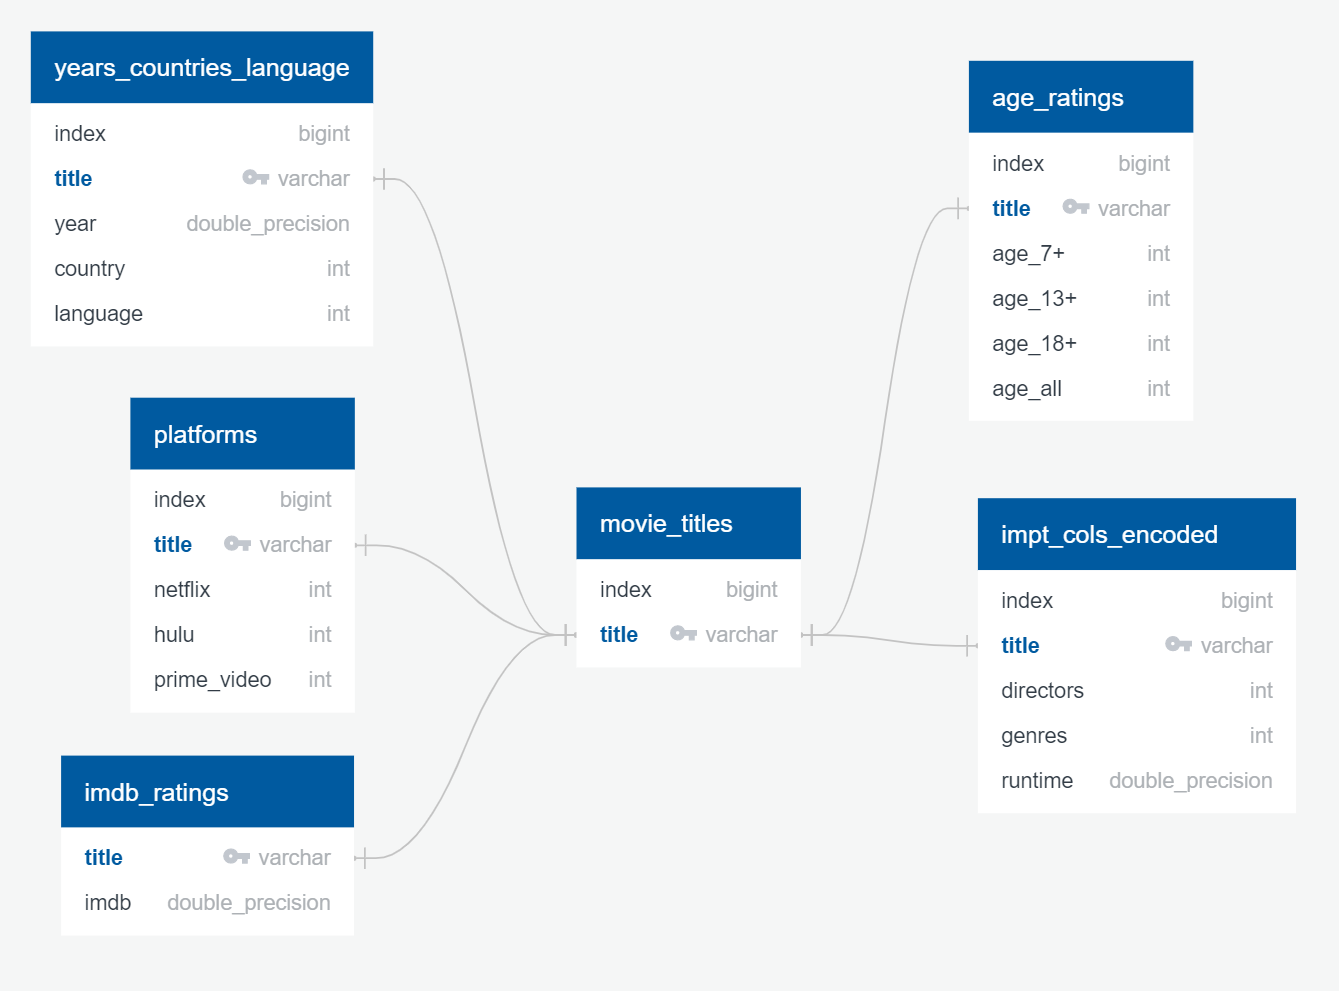 years_countries_language
index bigint
title varchar
year double_precision
country int
language int
platforms
index bigint
title varchar
netflix int
hulu int
prime_video int
imdb_ratings
title varchar
imdb double_precision
movie_titles
index bigint
title varchar
age_ratings
index bigint
title varchar
age_7+ int
age_13+ int
age_18+ int
age_all int
impt_cols_encoded
index bigint
title varchar
directors int
genres int
runtime double_precision